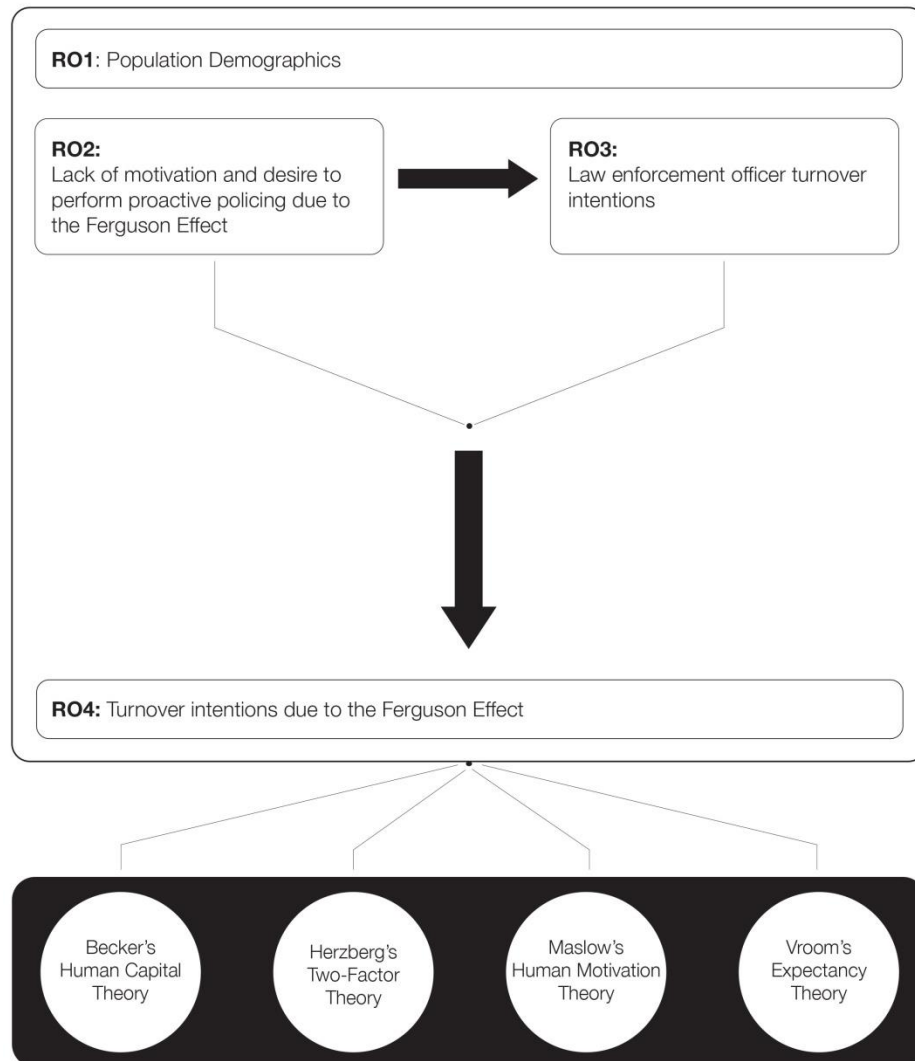 RO1: Population Demographics
RO2:
Lack of motivation and desire to
perform proactive policing due to
the Ferguson Effect
RO3:
Law enforcement officer turnover
intentions
RO4: Turnover intentions due to the Ferguson Effect
Becker’s
Human Capital
Theory
Herzberg’s
Two-Factor
Theory
Maslow’s
Human Motivation
Theory
Vroom’s
Expectancy
Theory